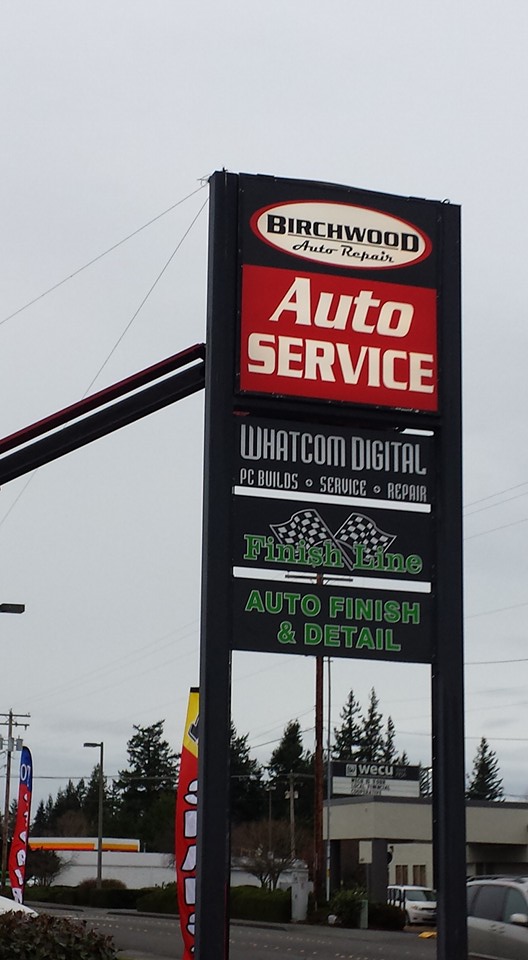 BIRCHWOOD
Auto Repair
Auto
SERVICE
WHATCOM DIGITAL
PC BUILDS • SERVICE • REPAIR
Finish Line
AUTO FINISH
& DETAIL
wecu